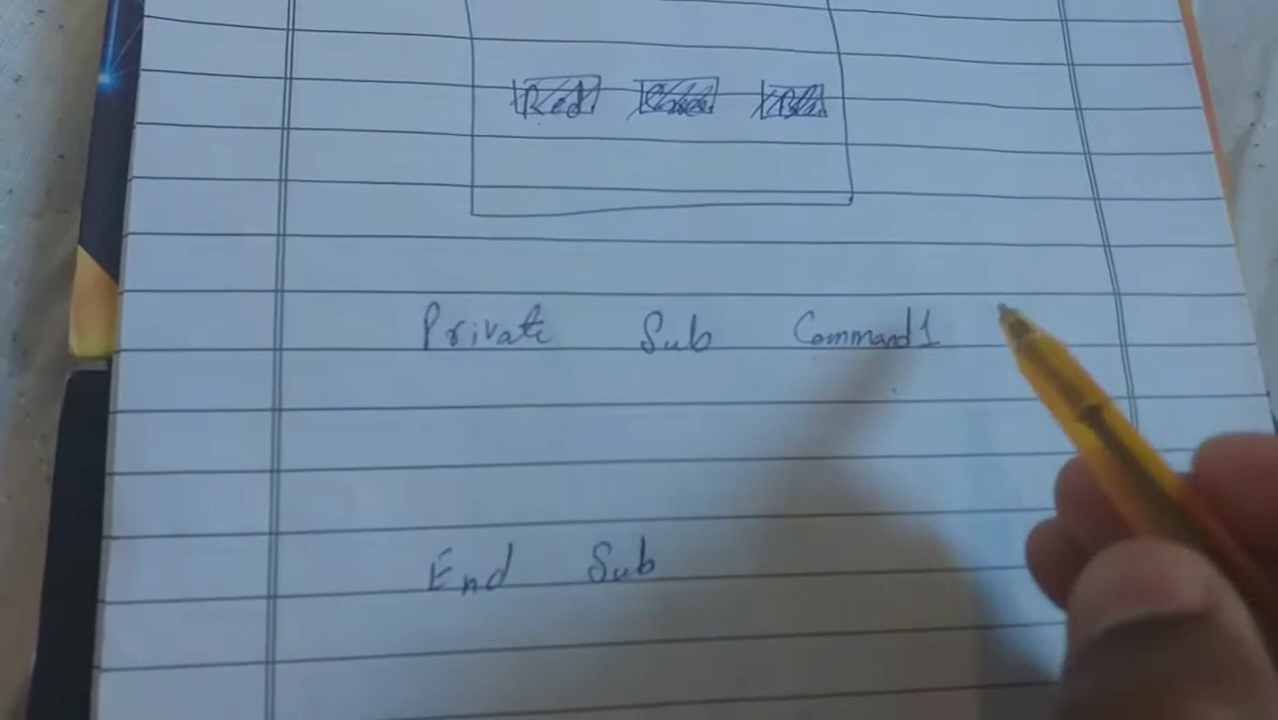 Red
Private Sub Command1
End Sub